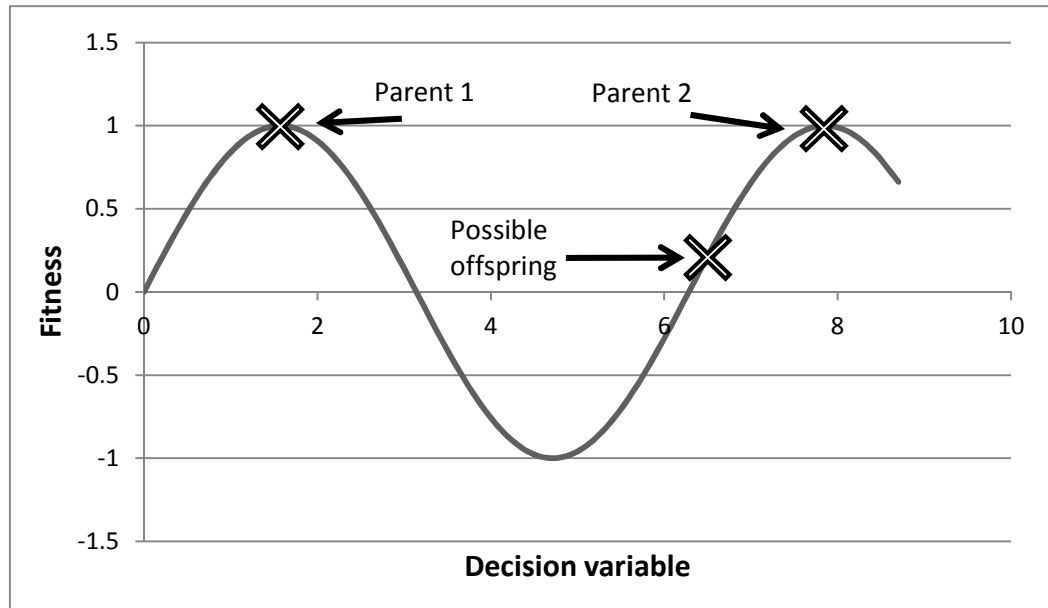 1.5
Parent 1
Parent 2
1
0.5
Possible
offspring
0
0
2
4
6
8
10
-0.5
-1
-1.5
Fitness
Decision variable